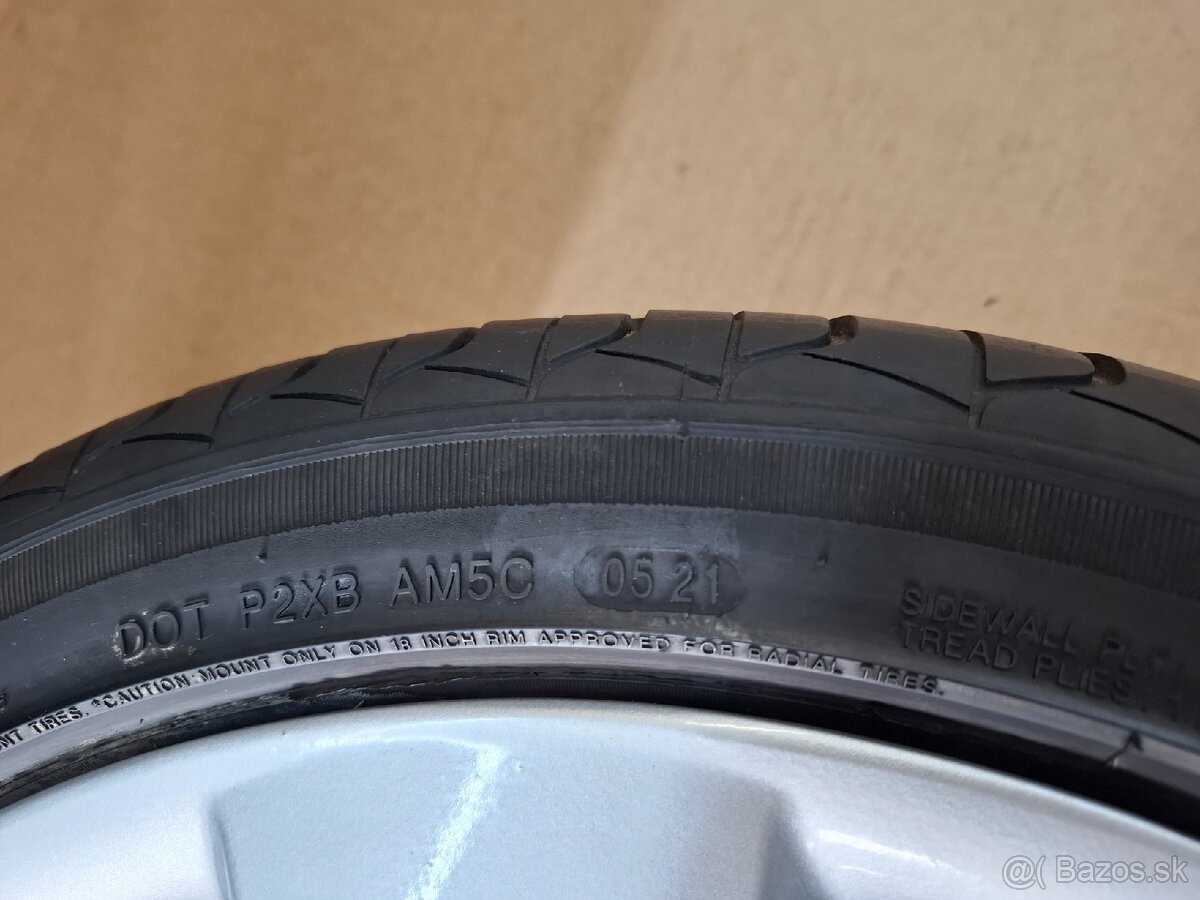 DOT P2XB AM5C 0521
SIDEWALL
TREAD PLIES
TIRES. *CAUTION: MOUNT ONLY ON 18 INCH RIM APPROVED FOR RADIAL TIRES.
@( Bazos.sk